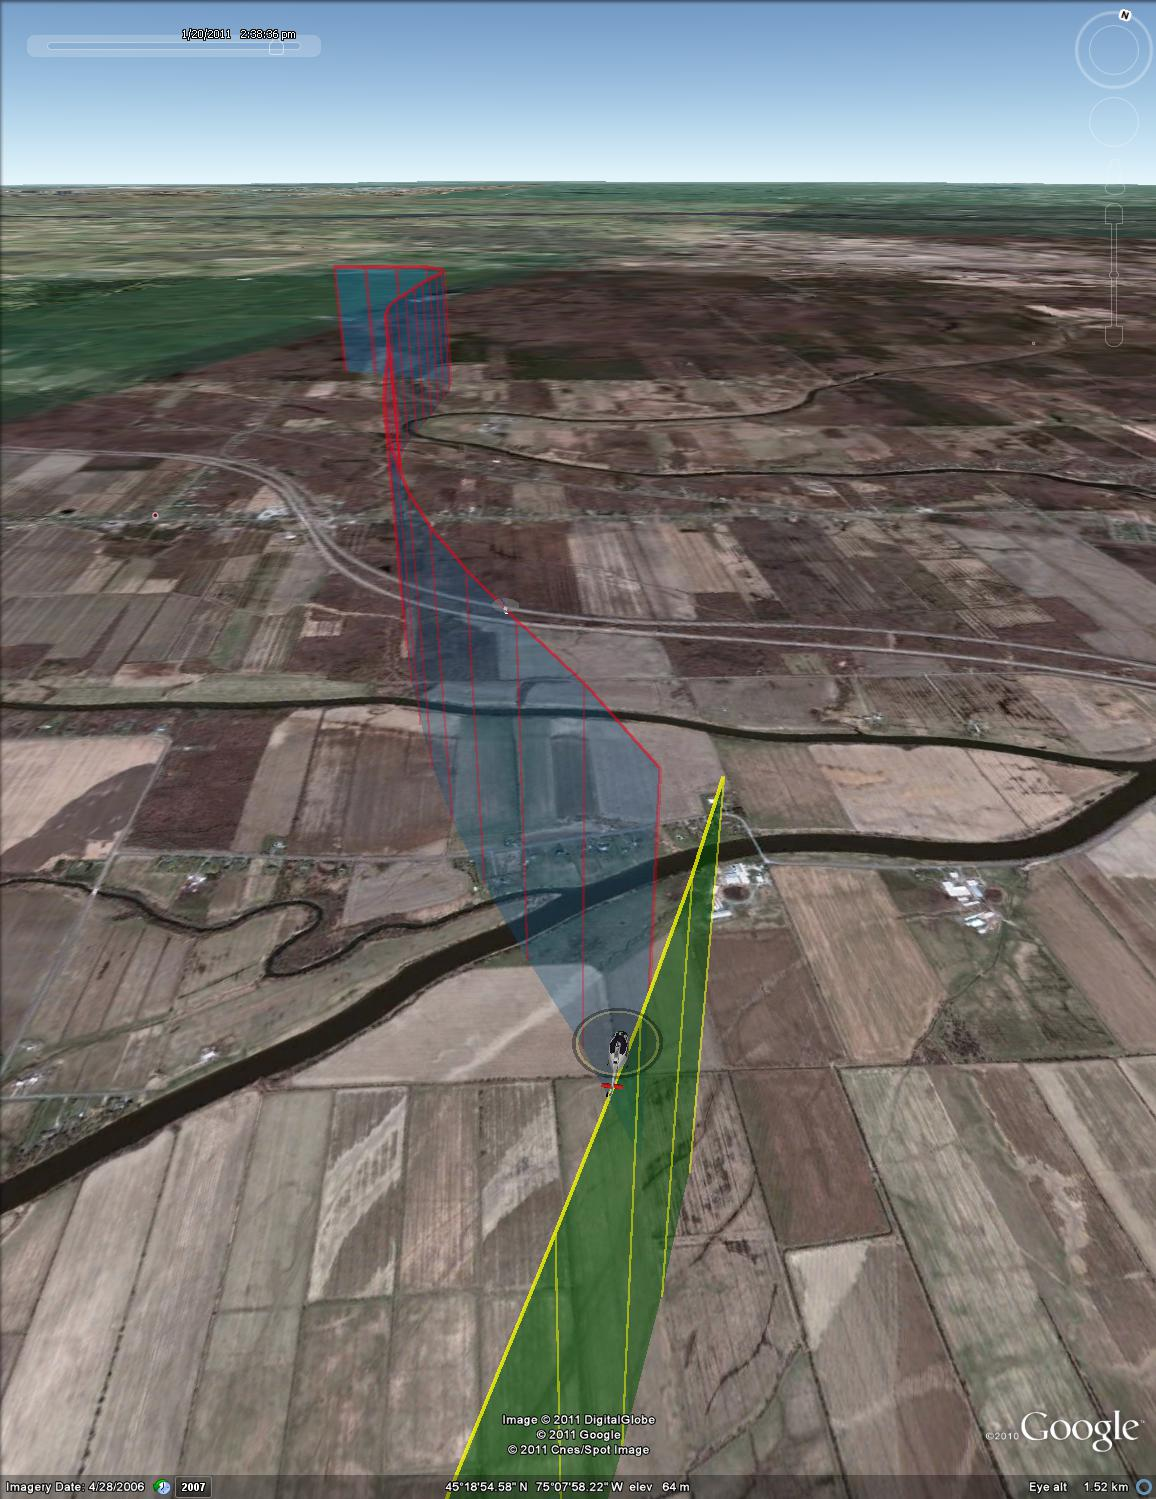 1/20/2011 2:38:36 pm
N
Image © 2011 DigitalGlobe
© 2011 Google
© 2011 Cnes/Spot Image
©2010 Google™
Imagery Date: 4/28/2006 2007 45°18'54.58" N 75°07'58.22" W elev 64 m Eye alt 1.52 km